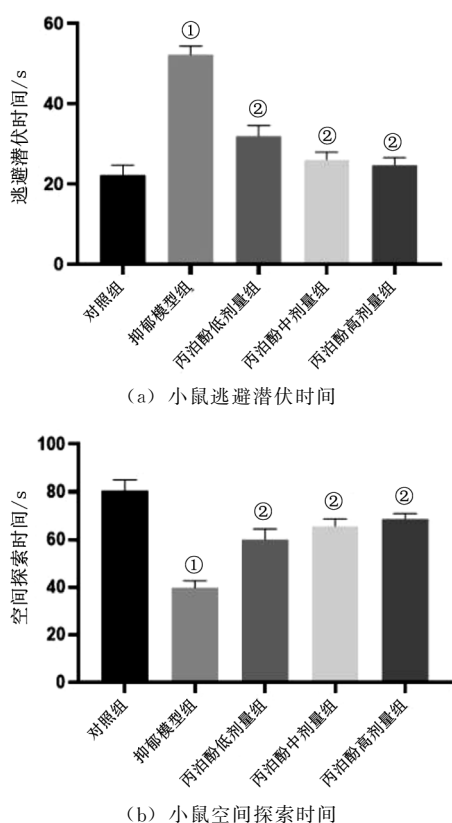 60
①
40
②
②
②
20
0
逃避潜伏时间/s
对照组
抑郁模型组
丙泊酚低剂量组
丙泊酚中剂量组
丙泊酚高剂量组
（a）小鼠逃避潜伏时间
100
80
②
②
②
60
①
40
20
0
空间探索时间/s
对照组
抑郁模型组
丙泊酚低剂量组
丙泊酚中剂量组
丙泊酚高剂量组
（b）小鼠空间探索时间